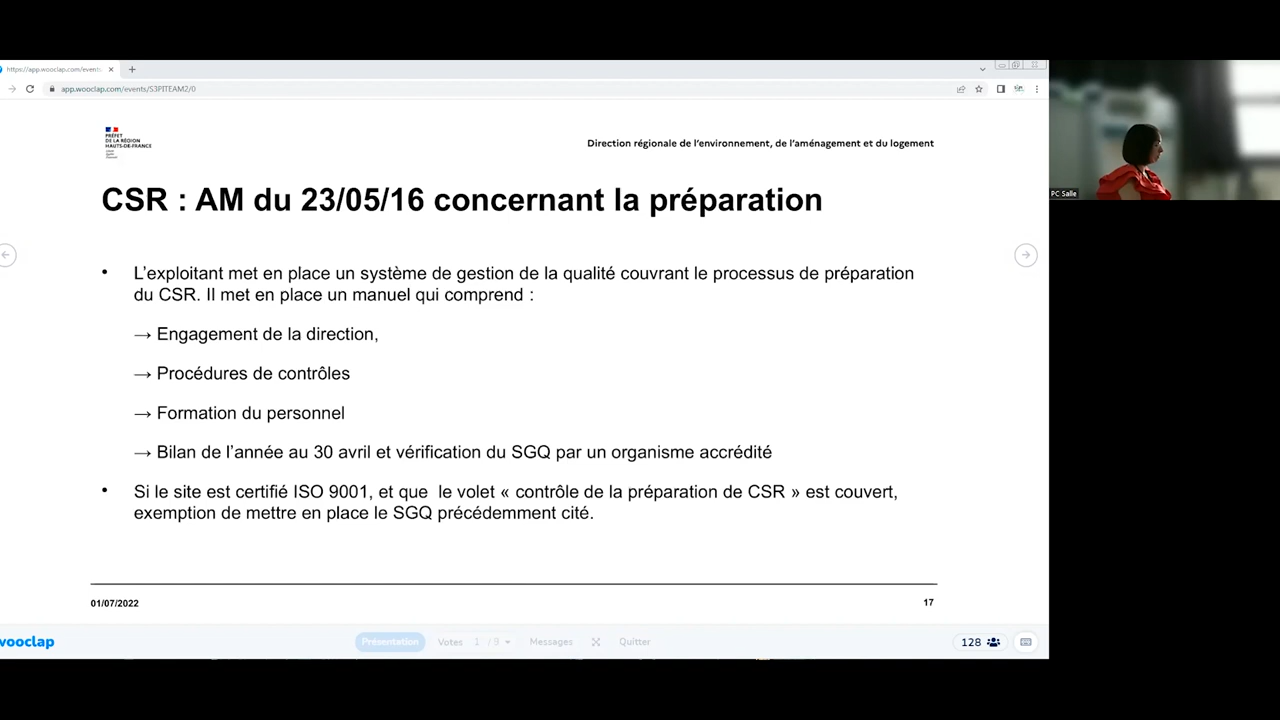 https://app.wooclap.com/events
app.wooclap.com/events/S3PITEAM2/0
PRÉFET
DE LA RÉGION
HAUTS-DE-FRANCE
Direction régionale de l'environnement, de l'aménagement et du logement
CSR : AM du 23/05/16 concernant la préparation
• L'exploitant met en place un système de gestion de la qualité couvrant le processus de préparation
du CSR. Il met en place un manuel qui comprend :
→ Engagement de la direction,
→ Procédures de contrôles
→ Formation du personnel
→ Bilan de l'année au 30 avril et vérification du SGQ par un organisme accrédité
• Si le site est certifié ISO 9001, et que le volet « contrôle de la préparation de CSR » est couvert,
exemption de mettre en place le SGQ précédemment cité.
01/07/2022
17
wooclap
Présentation
Votes 1 / 9
Messages
Quitter
128
PC Salle